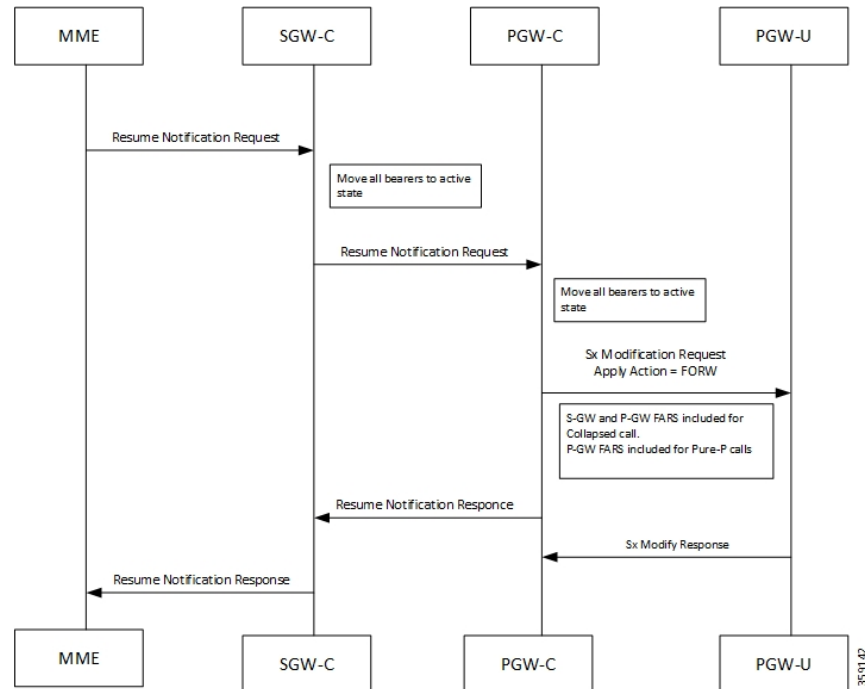 MME
SGW-C
PGW-C
PGW-U
Resume Notification Request
Move all bearers to active
state
Resume Notification Request
Move all bearers to active
state
Sx Modification Request
Apply Action = FORW
S-GW and P-GW FARS included for
Collapsed call.
P-GW FARS included for Pure-P calls
Resume Notification Responce
Sx Modify Response
Resume Notification Response
MME
SGW-C
PGW-C
PGW-U
359142